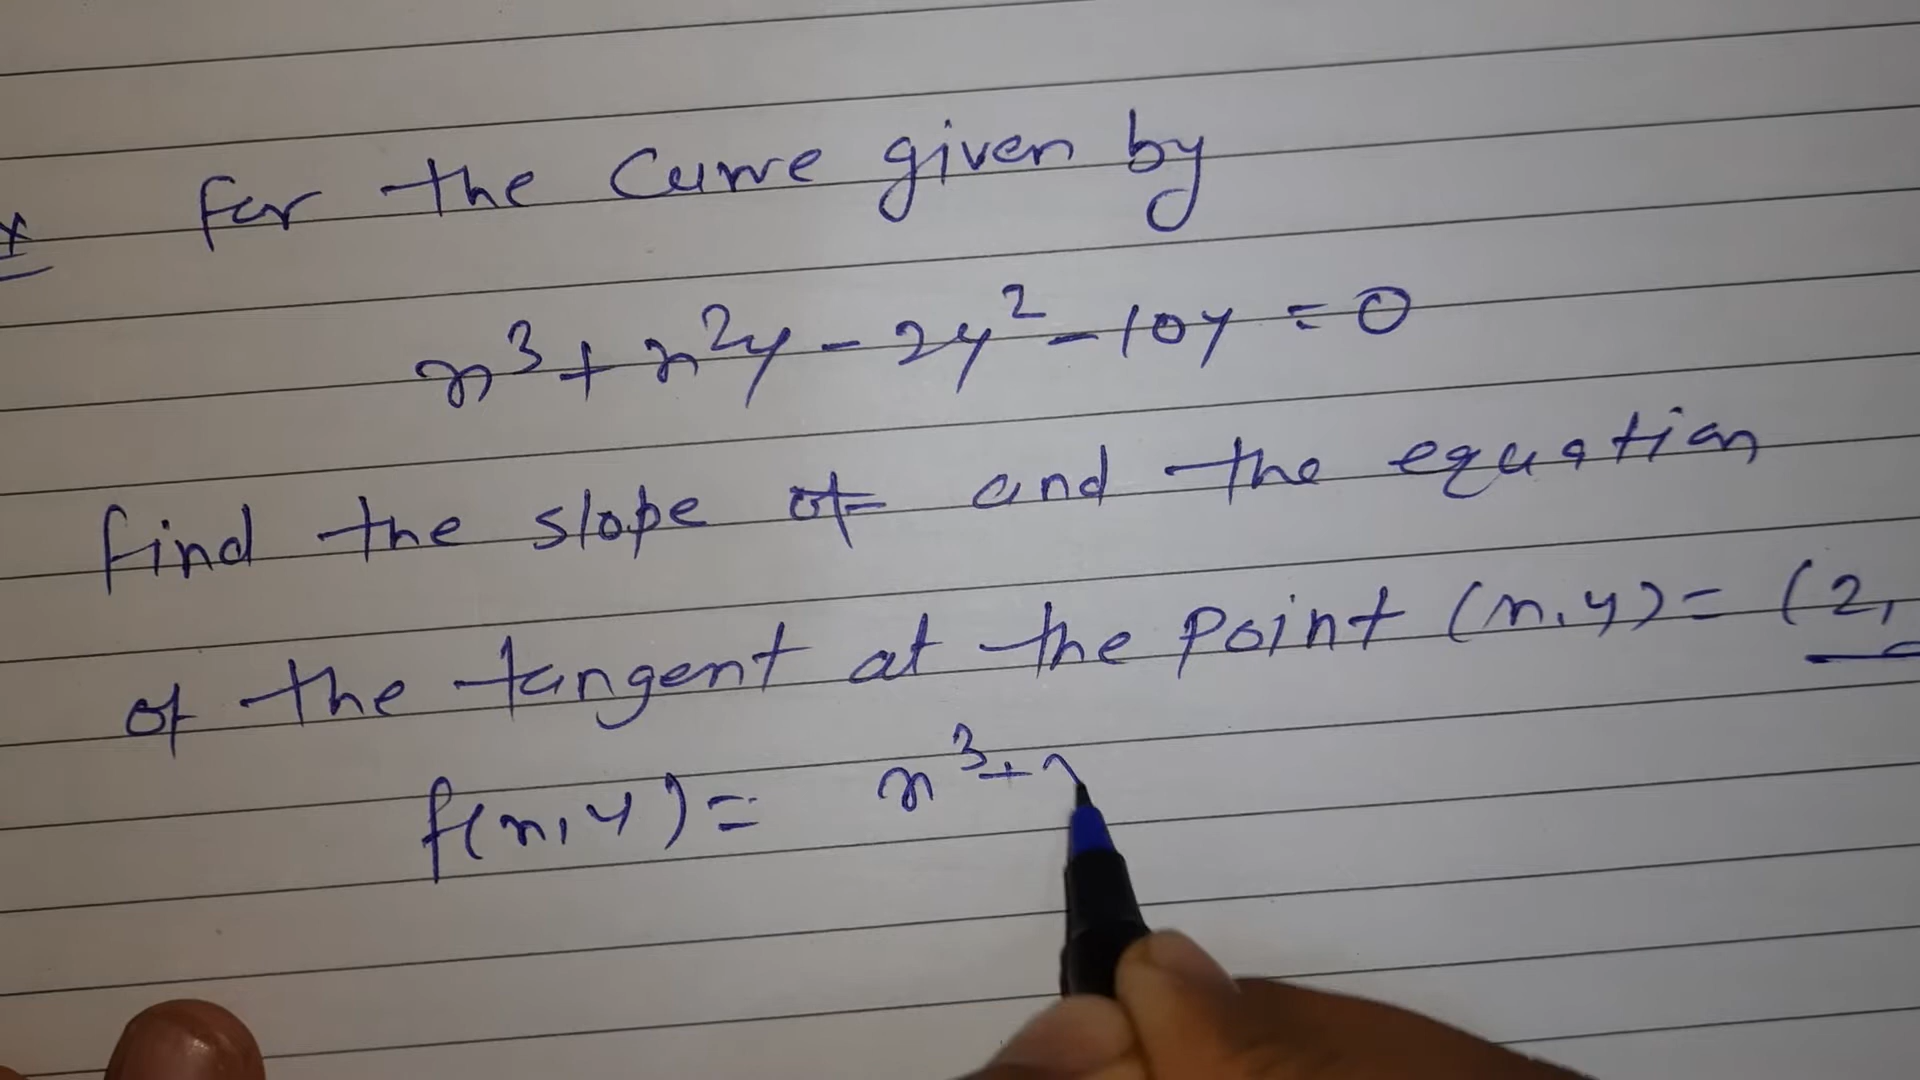 For the Curve given by
x³ + x²y - 2y² - 10y = 0
find the slope of and the equation
of the tangent at the point (x,y) = (2,
f(x,y) = x³ +